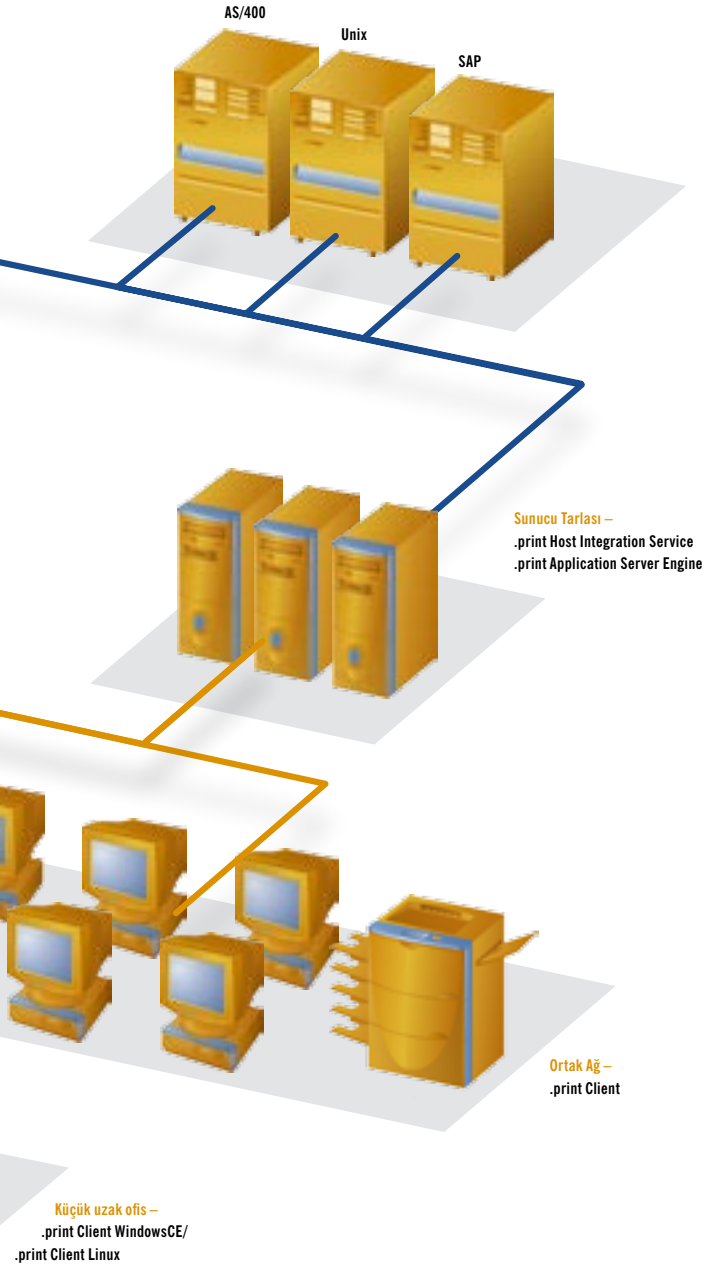 AS/400
Unix
SAP
Sunucu Tarlası –
.print Host Integration Service
.print Application Server Engine
Ortak Ağ –
.print Client
Küçük uzak ofis –
.print Client WindowsCE/
.print Client Linux